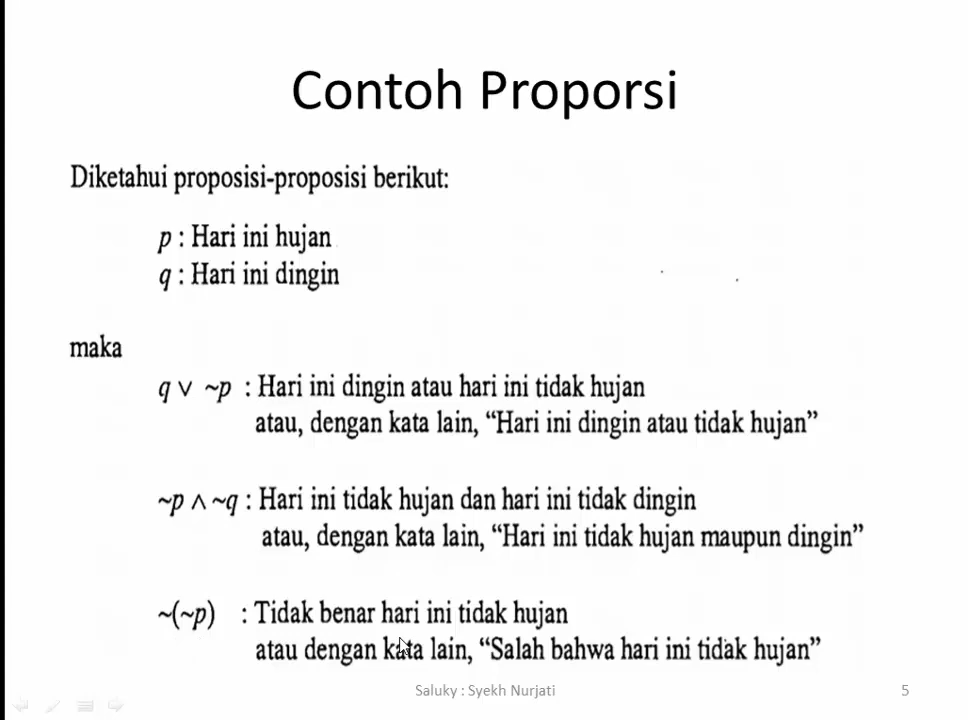 Contoh Proporsi
Diketahui proposisi-proposisi berikut:
p : Hari ini hujan
q : Hari ini dingin
maka
q ∨ ~p : Hari ini dingin atau hari ini tidak hujan
atau, dengan kata lain, “Hari ini dingin atau tidak hujan”
~p ∧ ~q : Hari ini tidak hujan dan hari ini tidak dingin
atau, dengan kata lain, “Hari ini tidak hujan maupun dingin”
~(~p) : Tidak benar hari ini tidak hujan
atau dengan kata lain, “Salah bahwa hari ini tidak hujan”
Saluky : Syekh Nurjati
5